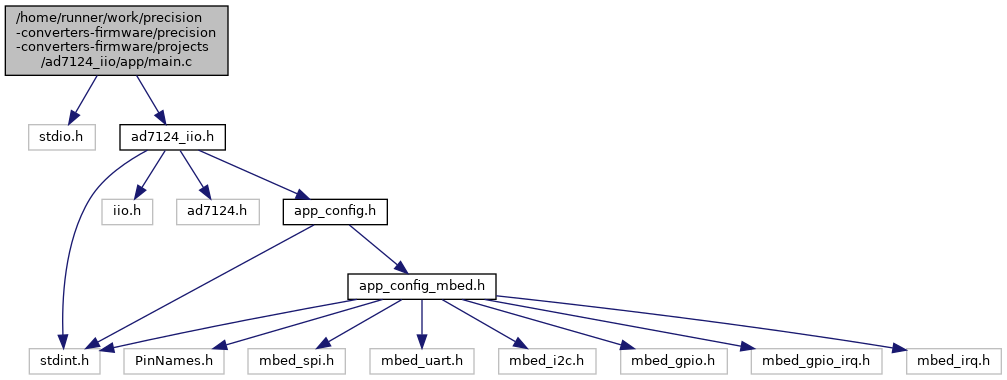 /home/runner/work/precision
-converters-firmware/precision
-converters-firmware/projects
/ad7124_iio/app/main.c
stdio.h
ad7124_iio.h
iio.h
ad7124.h
app_config.h
app_config_mbed.h
stdint.h
PinNames.h
mbed_spi.h
mbed_uart.h
mbed_i2c.h
mbed_gpio.h
mbed_gpio_irq.h
mbed_irq.h